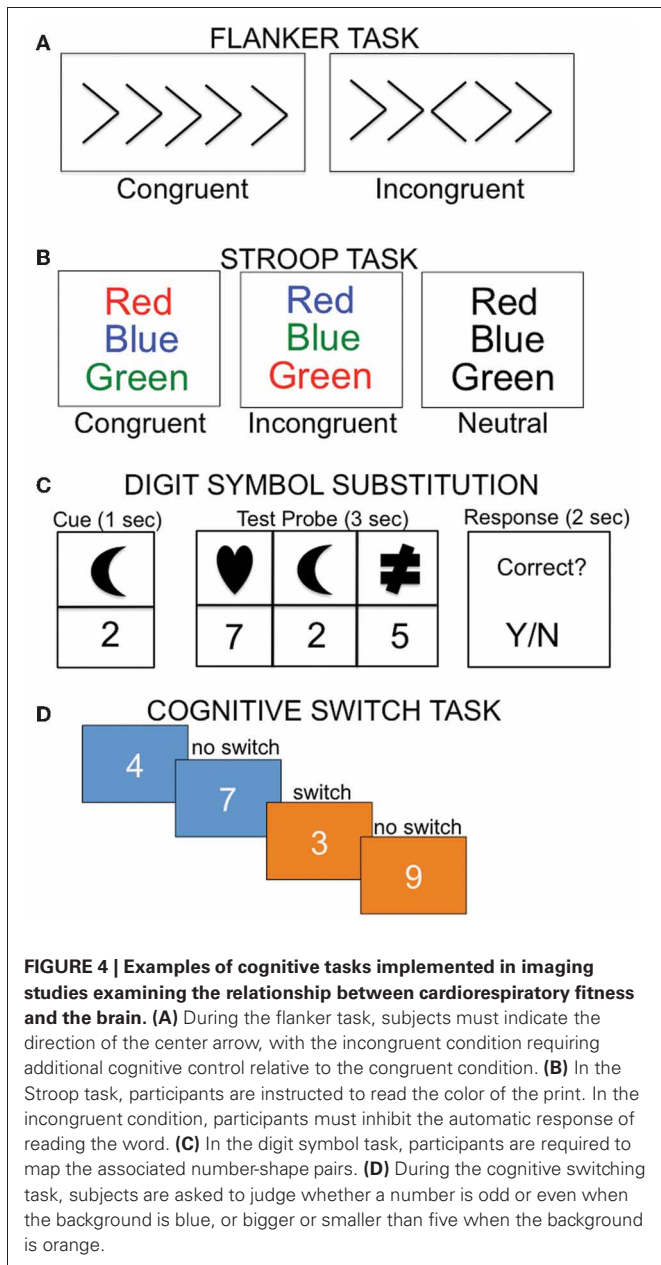 A
FLANKER TASK
Congruent
Incongruent
B
STROOP TASK
Red
Blue
Green
Congruent
Red
Blue
Green
Incongruent
Red
Blue
Green
Neutral
C
DIGIT SYMBOL SUBSTITUTION
Cue (1 sec)
2
Test Probe (3 sec)
≠
7 2 5
Response (2 sec)
Correct?
Y/N
D
COGNITIVE SWITCH TASK
4
no switch
7
switch
3
no switch
9
FIGURE 4 | Examples of cognitive tasks implemented in imaging
studies examining the relationship between cardiorespiratory fitness
and the brain. (A) During the flanker task, subjects must indicate the
direction of the center arrow, with the incongruent condition requiring
additional cognitive control relative to the congruent condition. (B) In the
Stroop task, participants are instructed to read the color of the print. In the
incongruent condition, participants must inhibit the automatic response of
reading the word. (C) In the digit symbol task, participants are required to
map the associated number-shape pairs. (D) During the cognitive switching
task, subjects are asked to judge whether a number is odd or even when
the background is blue, or bigger or smaller than five when the background
is orange.